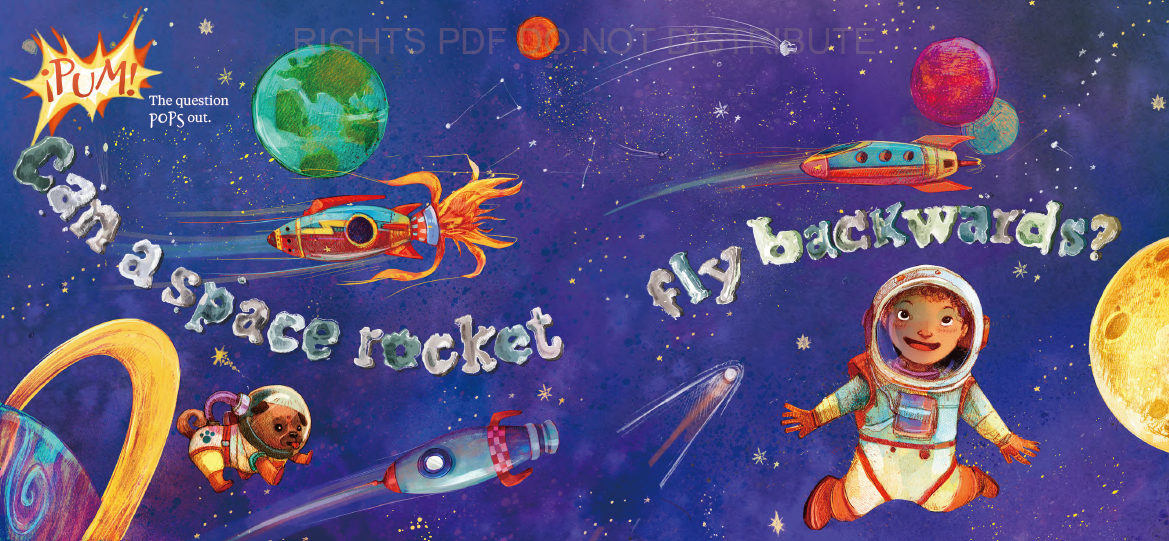 RIGHTS PDF DO NOT DISTRIBUTE
¡PUM!
The question
POPS out.
Can a space rocket
fly backwards?